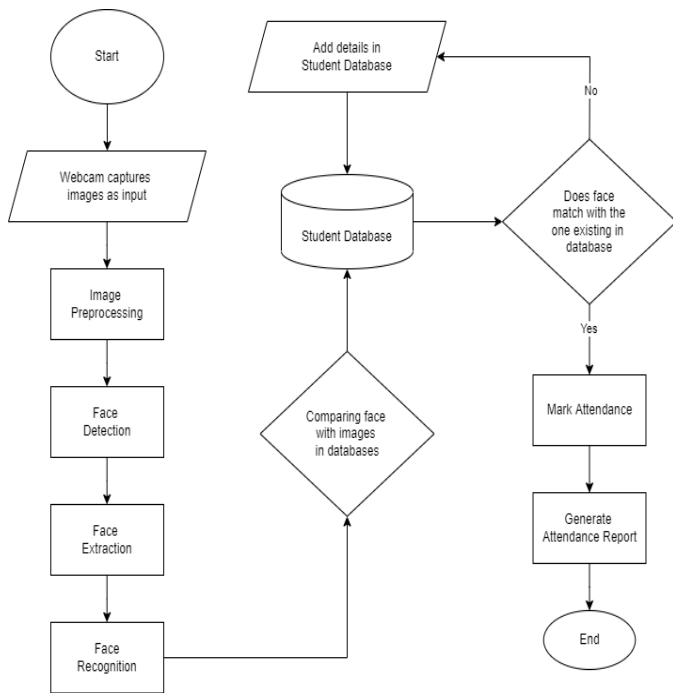 Start
Webcam captures
images as input
Image
Preprocessing
Face
Detection
Face
Extraction
Face
Recognition
Comparing face
with images
in databases
Add details in
Student Database
Student Database
Does face
match with the
one existing in
database
No
Yes
Mark Attendance
Generate
Attendance Report
End